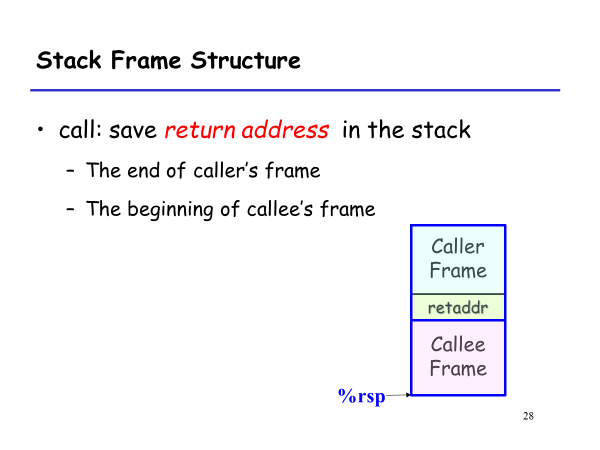 Stack Frame Structure
• call: save return address in the stack
– The end of caller's frame
– The beginning of callee's frame
Caller
Frame
retaddr
Callee
Frame
%rsp
28